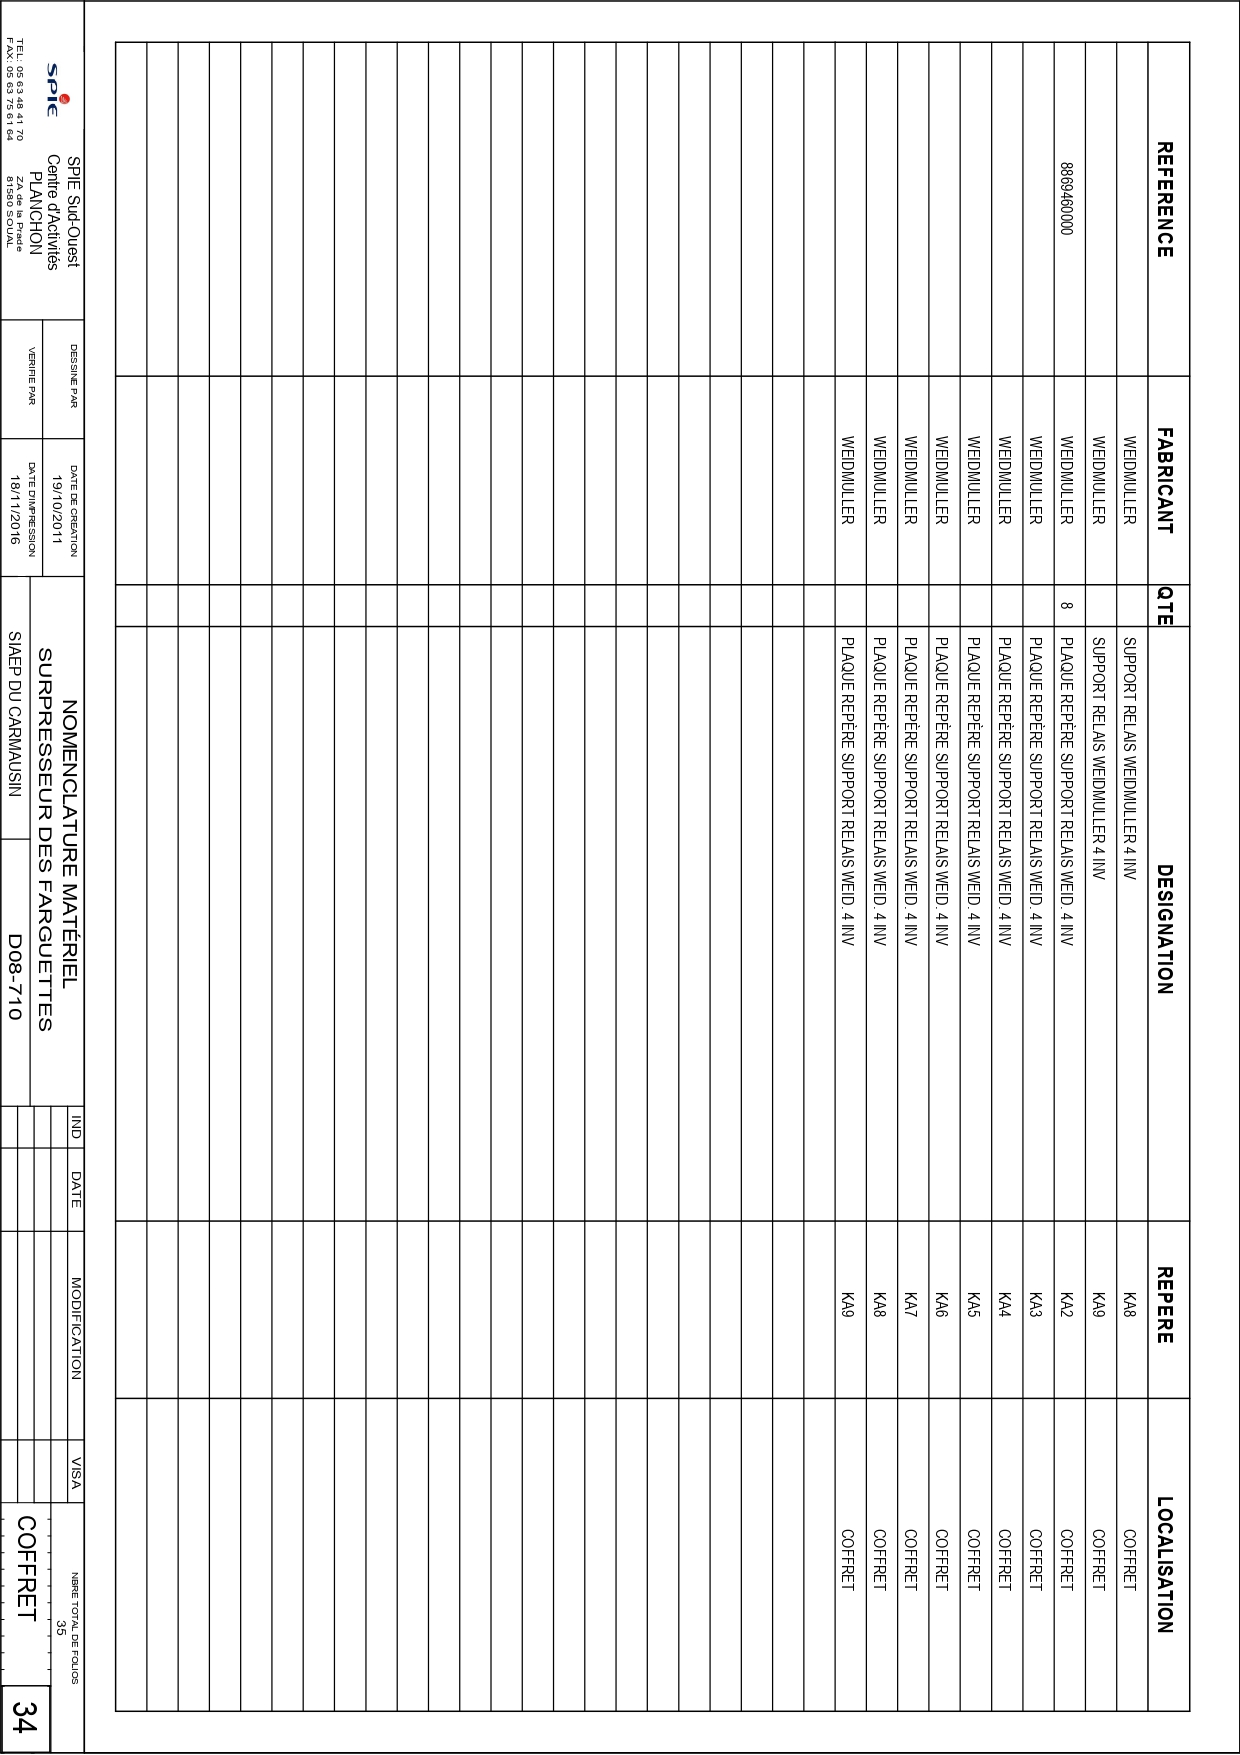 REFERENCE FABRICANT QTE DESIGNATION REPERE LOCALISATION
WEIDMULLER SUPPORT RELAIS WEIDMULLER 4 INV KA8 COFFRET
WEIDMULLER SUPPORT RELAIS WEIDMULLER 4 INV KA9 COFFRET
8869460000 WEIDMULLER 8 PLAQUE REPÈRE SUPPORT RELAIS WEID. 4 INV KA2 COFFRET
WEIDMULLER PLAQUE REPÈRE SUPPORT RELAIS WEID. 4 INV KA3 COFFRET
WEIDMULLER PLAQUE REPÈRE SUPPORT RELAIS WEID. 4 INV KA4 COFFRET
WEIDMULLER PLAQUE REPÈRE SUPPORT RELAIS WEID. 4 INV KA5 COFFRET
WEIDMULLER PLAQUE REPÈRE SUPPORT RELAIS WEID. 4 INV KA6 COFFRET
WEIDMULLER PLAQUE REPÈRE SUPPORT RELAIS WEID. 4 INV KA7 COFFRET
WEIDMULLER PLAQUE REPÈRE SUPPORT RELAIS WEID. 4 INV KA8 COFFRET
WEIDMULLER PLAQUE REPÈRE SUPPORT RELAIS WEID. 4 INV KA9 COFFRET
SPIE
TEL: 05 63 48 41 70
FAX: 05 63 75 61 64
SPIE Sud-Ouest
Centre d'Activités
PLANCHON
ZA de la Prade
81580 SOUAL
DESSINE PAR
VERIFIE PAR
DATE DE CREATION
19/10/2011
DATE D'IMPRESSION
18/11/2016
NOMENCLATURE MATÉRIEL
SURPRESSEUR DES FARGUETTES
SIAEP DU CARMAUSIN
D08-710
IND DATE MODIFICATION VISA
NBRE TOTAL DE FOLIOS
35
COFFRET
34